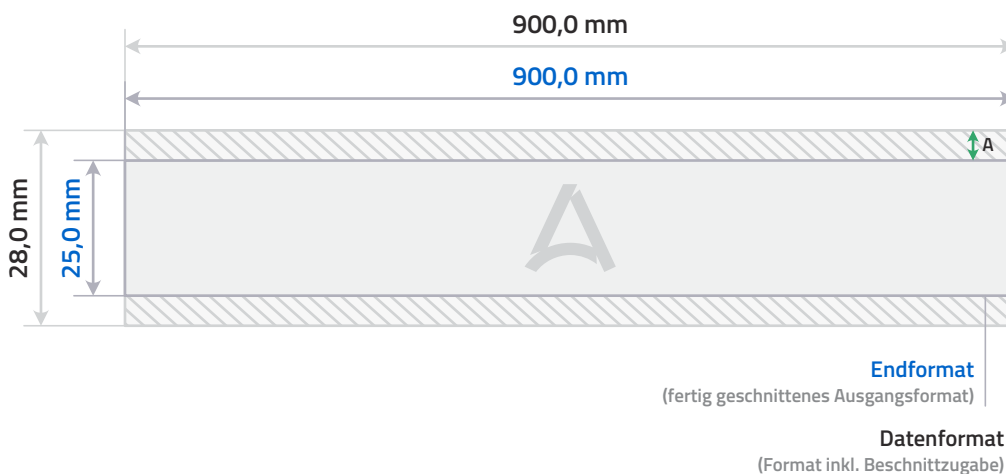 900,0 mm
900,0 mm
A
28,0 mm
25,0 mm
Endformat
(fertig geschnittenes Ausgangsformat)
Datenformat
(Format inkl. Beschnittzugabe)